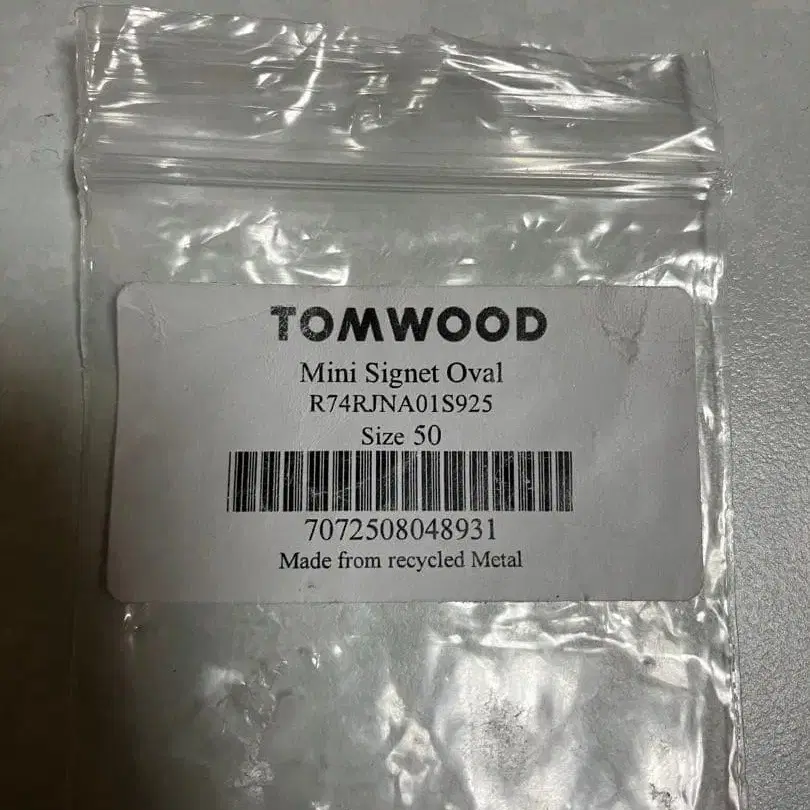 TOMWOOD
Mini Signet Oval
R74RJNA01S925
Size 50
7072508048931
Made from recycled Metal